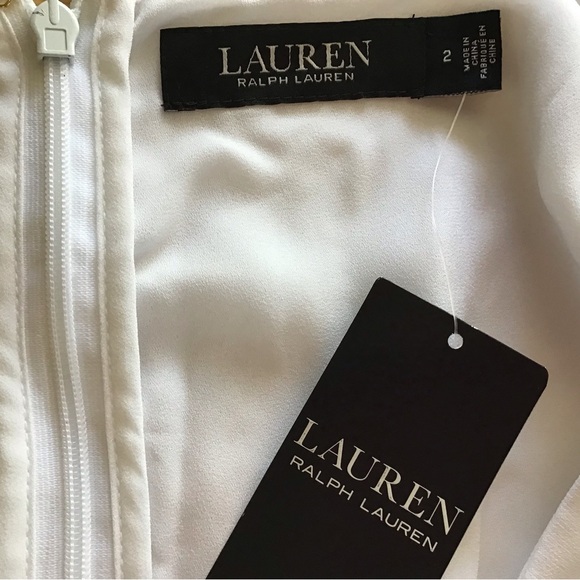 LAUREN
RALPH LAUREN
2
MADE IN
CHINA
FABRIQUÉ EN
CHINE
LAUREN
RALPH LAUREN